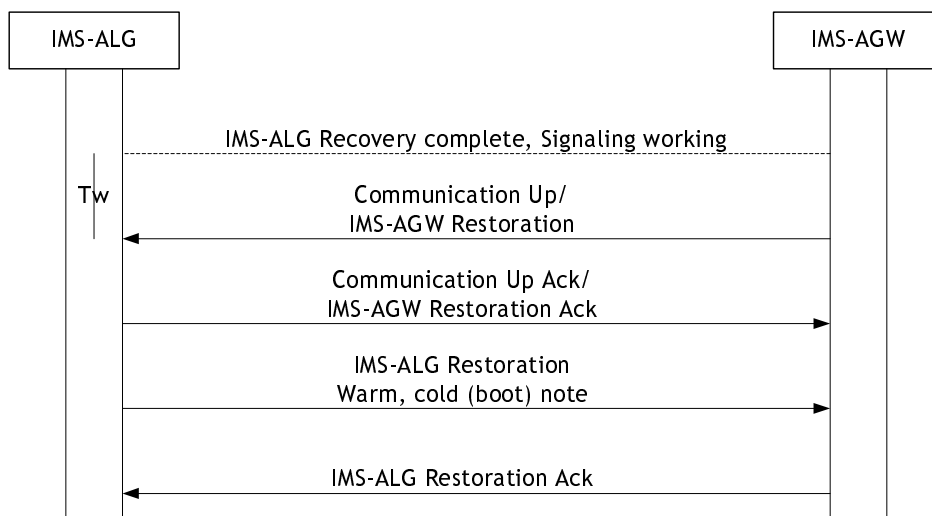 IMS-ALG
IMS-AGW
IMS-ALG Recovery complete, Signaling working
Tw
Communication Up/
IMS-AGW Restoration
Communication Up Ack/
IMS-AGW Restoration Ack
IMS-ALG Restoration
Warm, cold (boot) note
IMS-ALG Restoration Ack